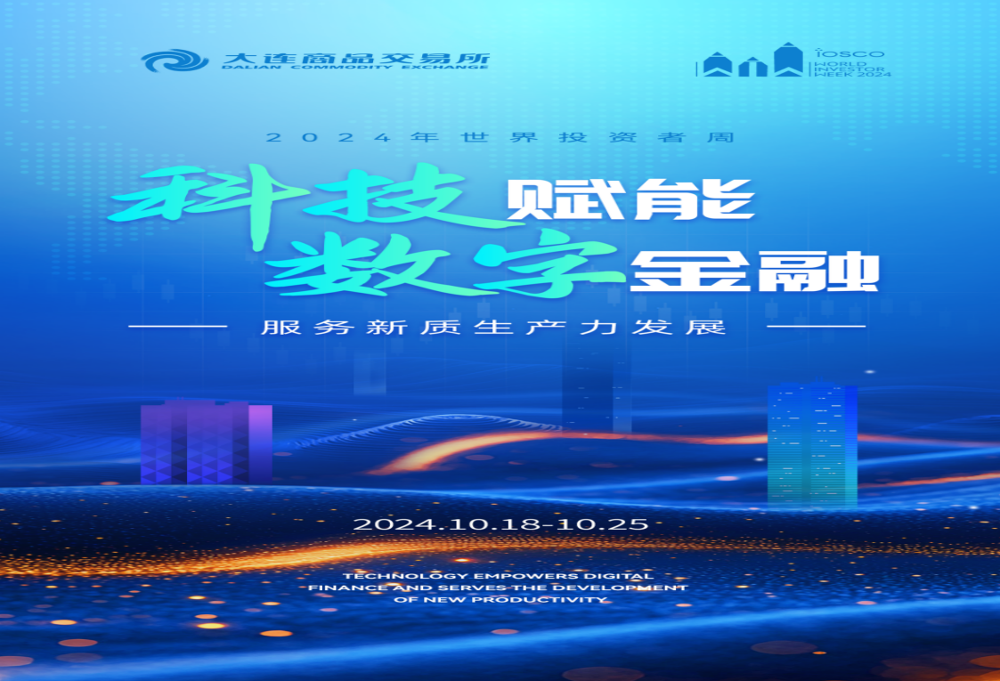 大连商品交易所
DALIAN COMMODITY EXCHANGE
IOSCO
WORLD
INVESTOR
WEEK 2024
2024年世界投资者周
科技赋能
数字金融
服务新质生产力发展
2024.10.18-10.25
TECHNOLOGY EMPOWERS DIGITAL
FINANCE AND SERVES THE DEVELOPMENT
OF NEW PRODUCTIVITY